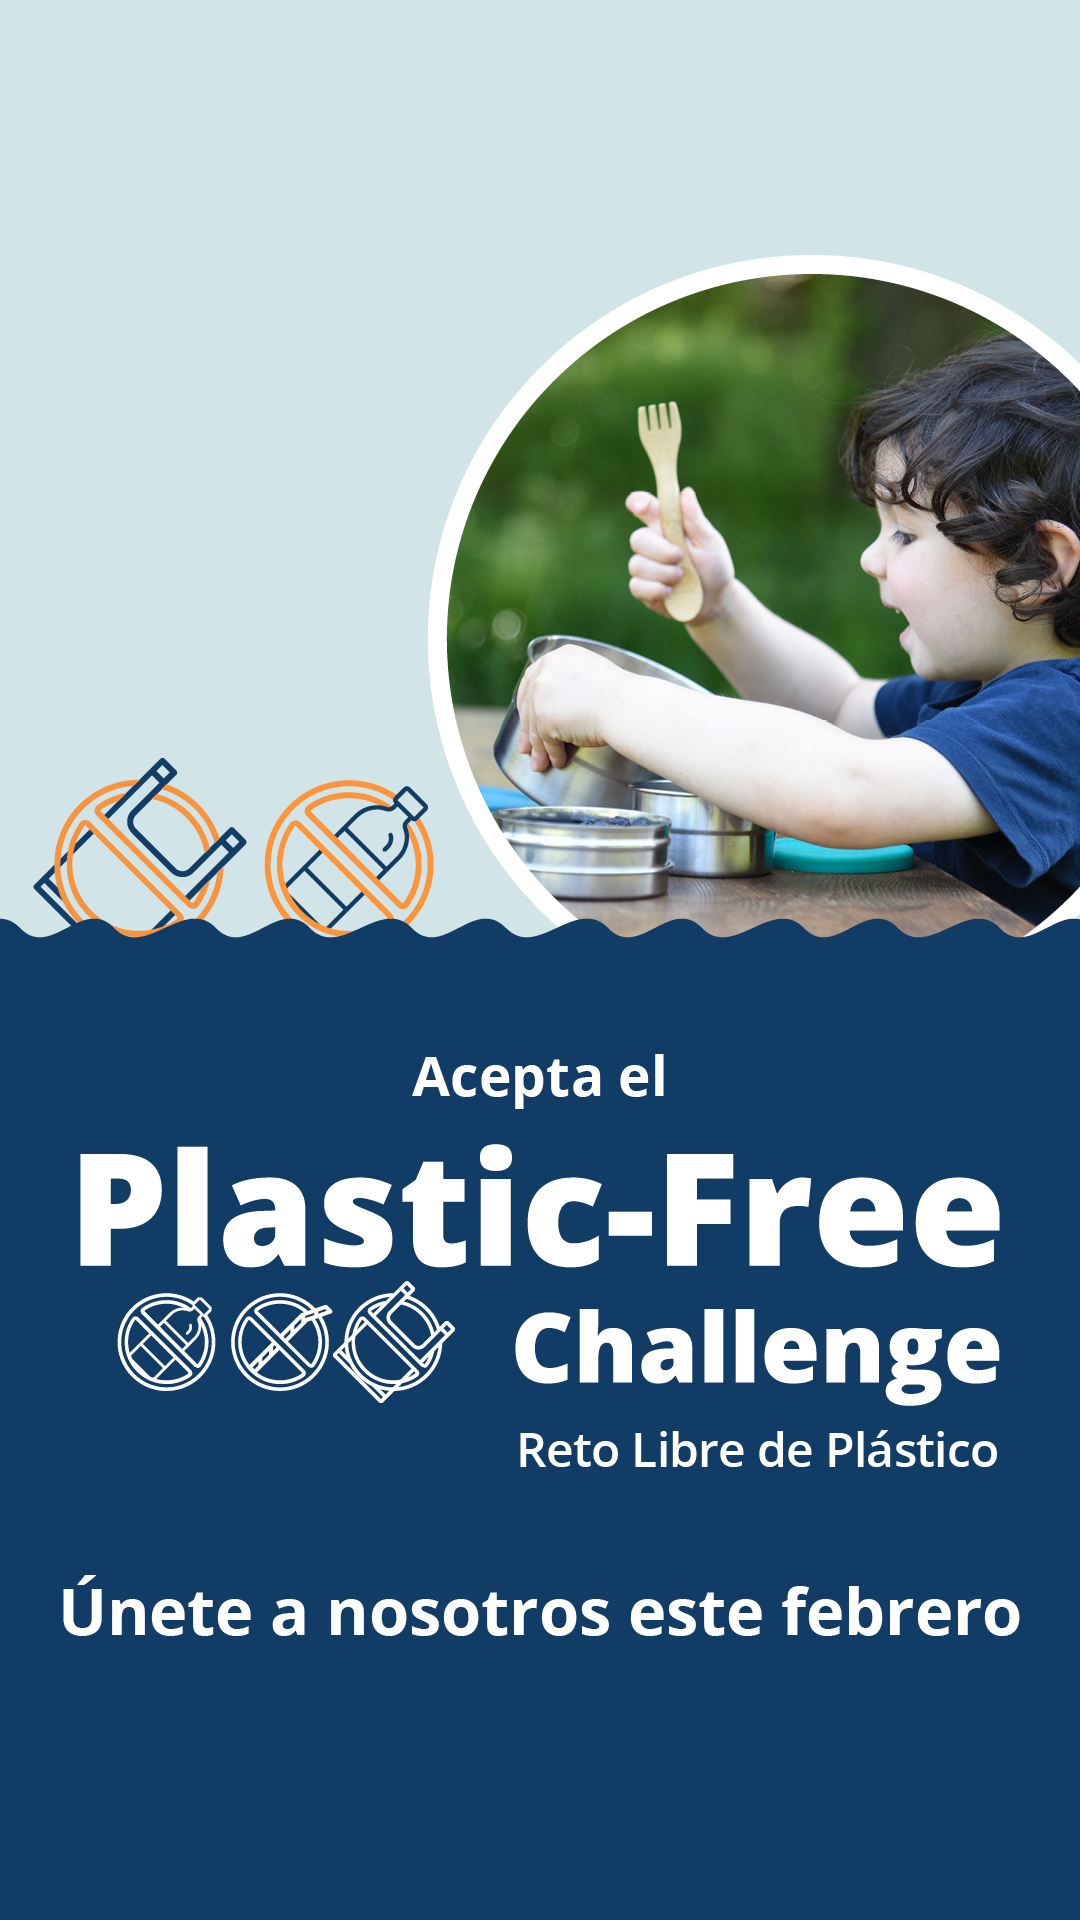 Acepta el
Plastic-Free
Challenge
Reto Libre de Plástico
Únete a nosotros este febrero